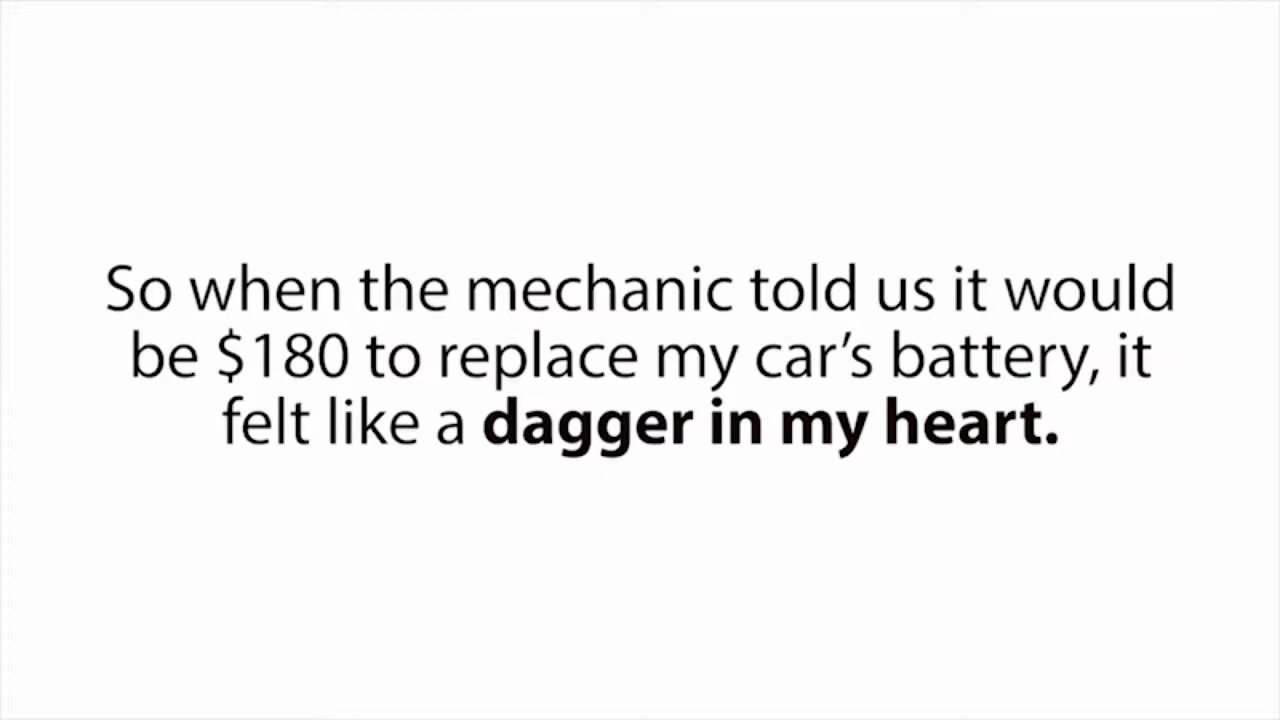 So when the mechanic told us it would
be $180 to replace my car’s battery, it
felt like a dagger in my heart.